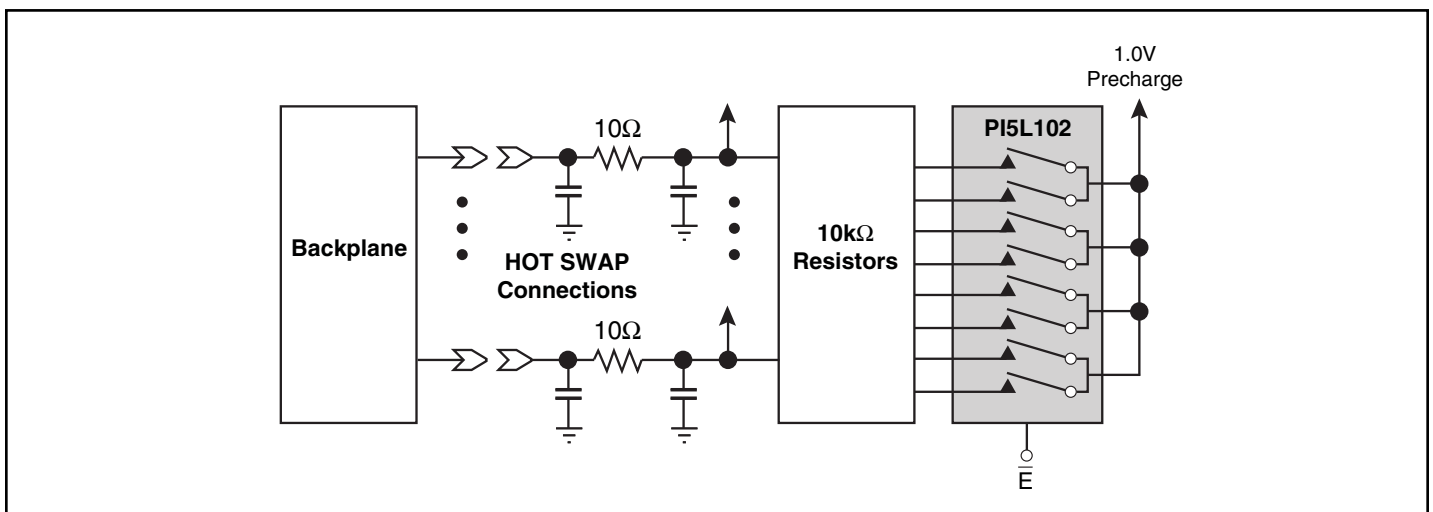 1.0V
Precharge
PI5L102
10Ω
Backplane
HOT SWAP
Connections
10kΩ
Resistors
10Ω
E̅